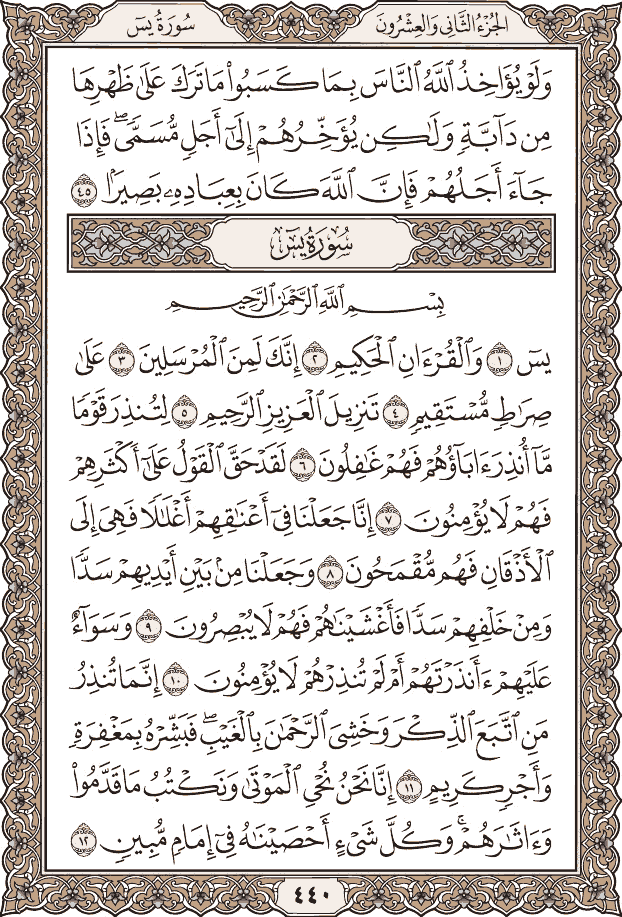 سُورَةُ يسٓ
الجُزْءُ الثَّانِي وَالعِشْرُونَ
وَلَوْ يُؤَاخِذُ ٱللَّهُ ٱلنَّاسَ بِمَا كَسَبُوا۟ مَا تَرَكَ عَلَىٰ ظَهْرِهَا
مِن دَآبَّةٍ وَلَٰكِن يُؤَخِّرُهُمْ إِلَىٰٓ أَجَلٍ مُّسَمًّى ۖ فَإِذَا
جَآءَ أَجَلُهُمْ فَإِنَّ ٱللَّهَ كَانَ بِعِبَادِهِۦ بَصِيرًۢا ٤٥
سُورَةُ يسٓ
بِسْمِ ٱللَّهِ ٱلرَّحْمَٰنِ ٱلرَّحِيمِ
يسٓ ١ وَٱلْقُرْءَانِ ٱلْحَكِيمِ ٢ إِنَّكَ لَمِنَ ٱلْمُرْسَلِينَ ٣ عَلَىٰ
صِرَٰطٍ مُّسْتَقِيمٍ ٤ تَنزِيلَ ٱلْعَزِيزِ ٱلرَّحِيمِ ٥ لِتُنذِرَ قَوْمًا
مَّآ أُنذِرَ ءَابَآؤُهُمْ فَهُمْ غَٰفِلُونَ ٦ لَقَدْ حَقَّ ٱلْقَوْلُ عَلَىٰٓ أَكْثَرِهِمْ
فَهُمْ لَا يُؤْمِنُونَ ٧ إِنَّا جَعَلْنَا فِىٓ أَعْنَٰقِهِمْ أَغْلَٰلًا فَهِىَ إِلَى
ٱلْأَذْقَانِ فَهُم مُّقْمَحُونَ ٨ وَجَعَلْنَا مِنۢ بَيْنِ أَيْدِيهِمْ سَدًّا
وَمِنْ خَلْفِهِمْ سَدًّا فَأَغْشَيْنَٰهُمْ فَهُمْ لَا يُبْصِرُونَ ٩ وَسَوَآءٌ
عَلَيْهِمْ ءَأَنذَرْتَهُمْ أَمْ لَمْ تُنذِرْهُمْ لَا يُؤْمِنُونَ ١٠ إِنَّمَا تُنذِرُ
مَنِ ٱتَّبَعَ ٱلذِّكْرَ وَخَشِىَ ٱلرَّحْمَٰنَ بِٱلْغَيْبِ ۖ فَبَشِّرْهُ بِمَغْفِرَةٍ
وَأَجْرٍ كَرِيمٍ ١١ إِنَّا نَحْنُ نُحْىِ ٱلْمَوْتَىٰ وَنَكْتُبُ مَا قَدَّمُوا۟
وَءَاثَٰرَهُمْ ۚ وَكُلَّ شَىْءٍ أَحْصَيْنَٰهُ فِىٓ إِمَامٍ مُّبِينٍ ١٢
٤٤٠